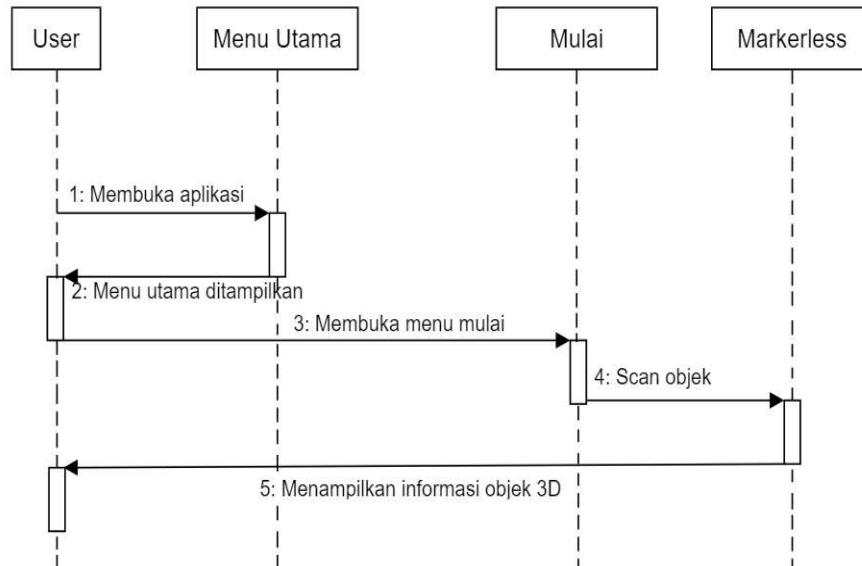 User
Menu Utama
Mulai
Markerless
1: Membuka aplikasi
2: Menu utama ditampilkan
3: Membuka menu mulai
4: Scan objek
5: Menampilkan informasi objek 3D